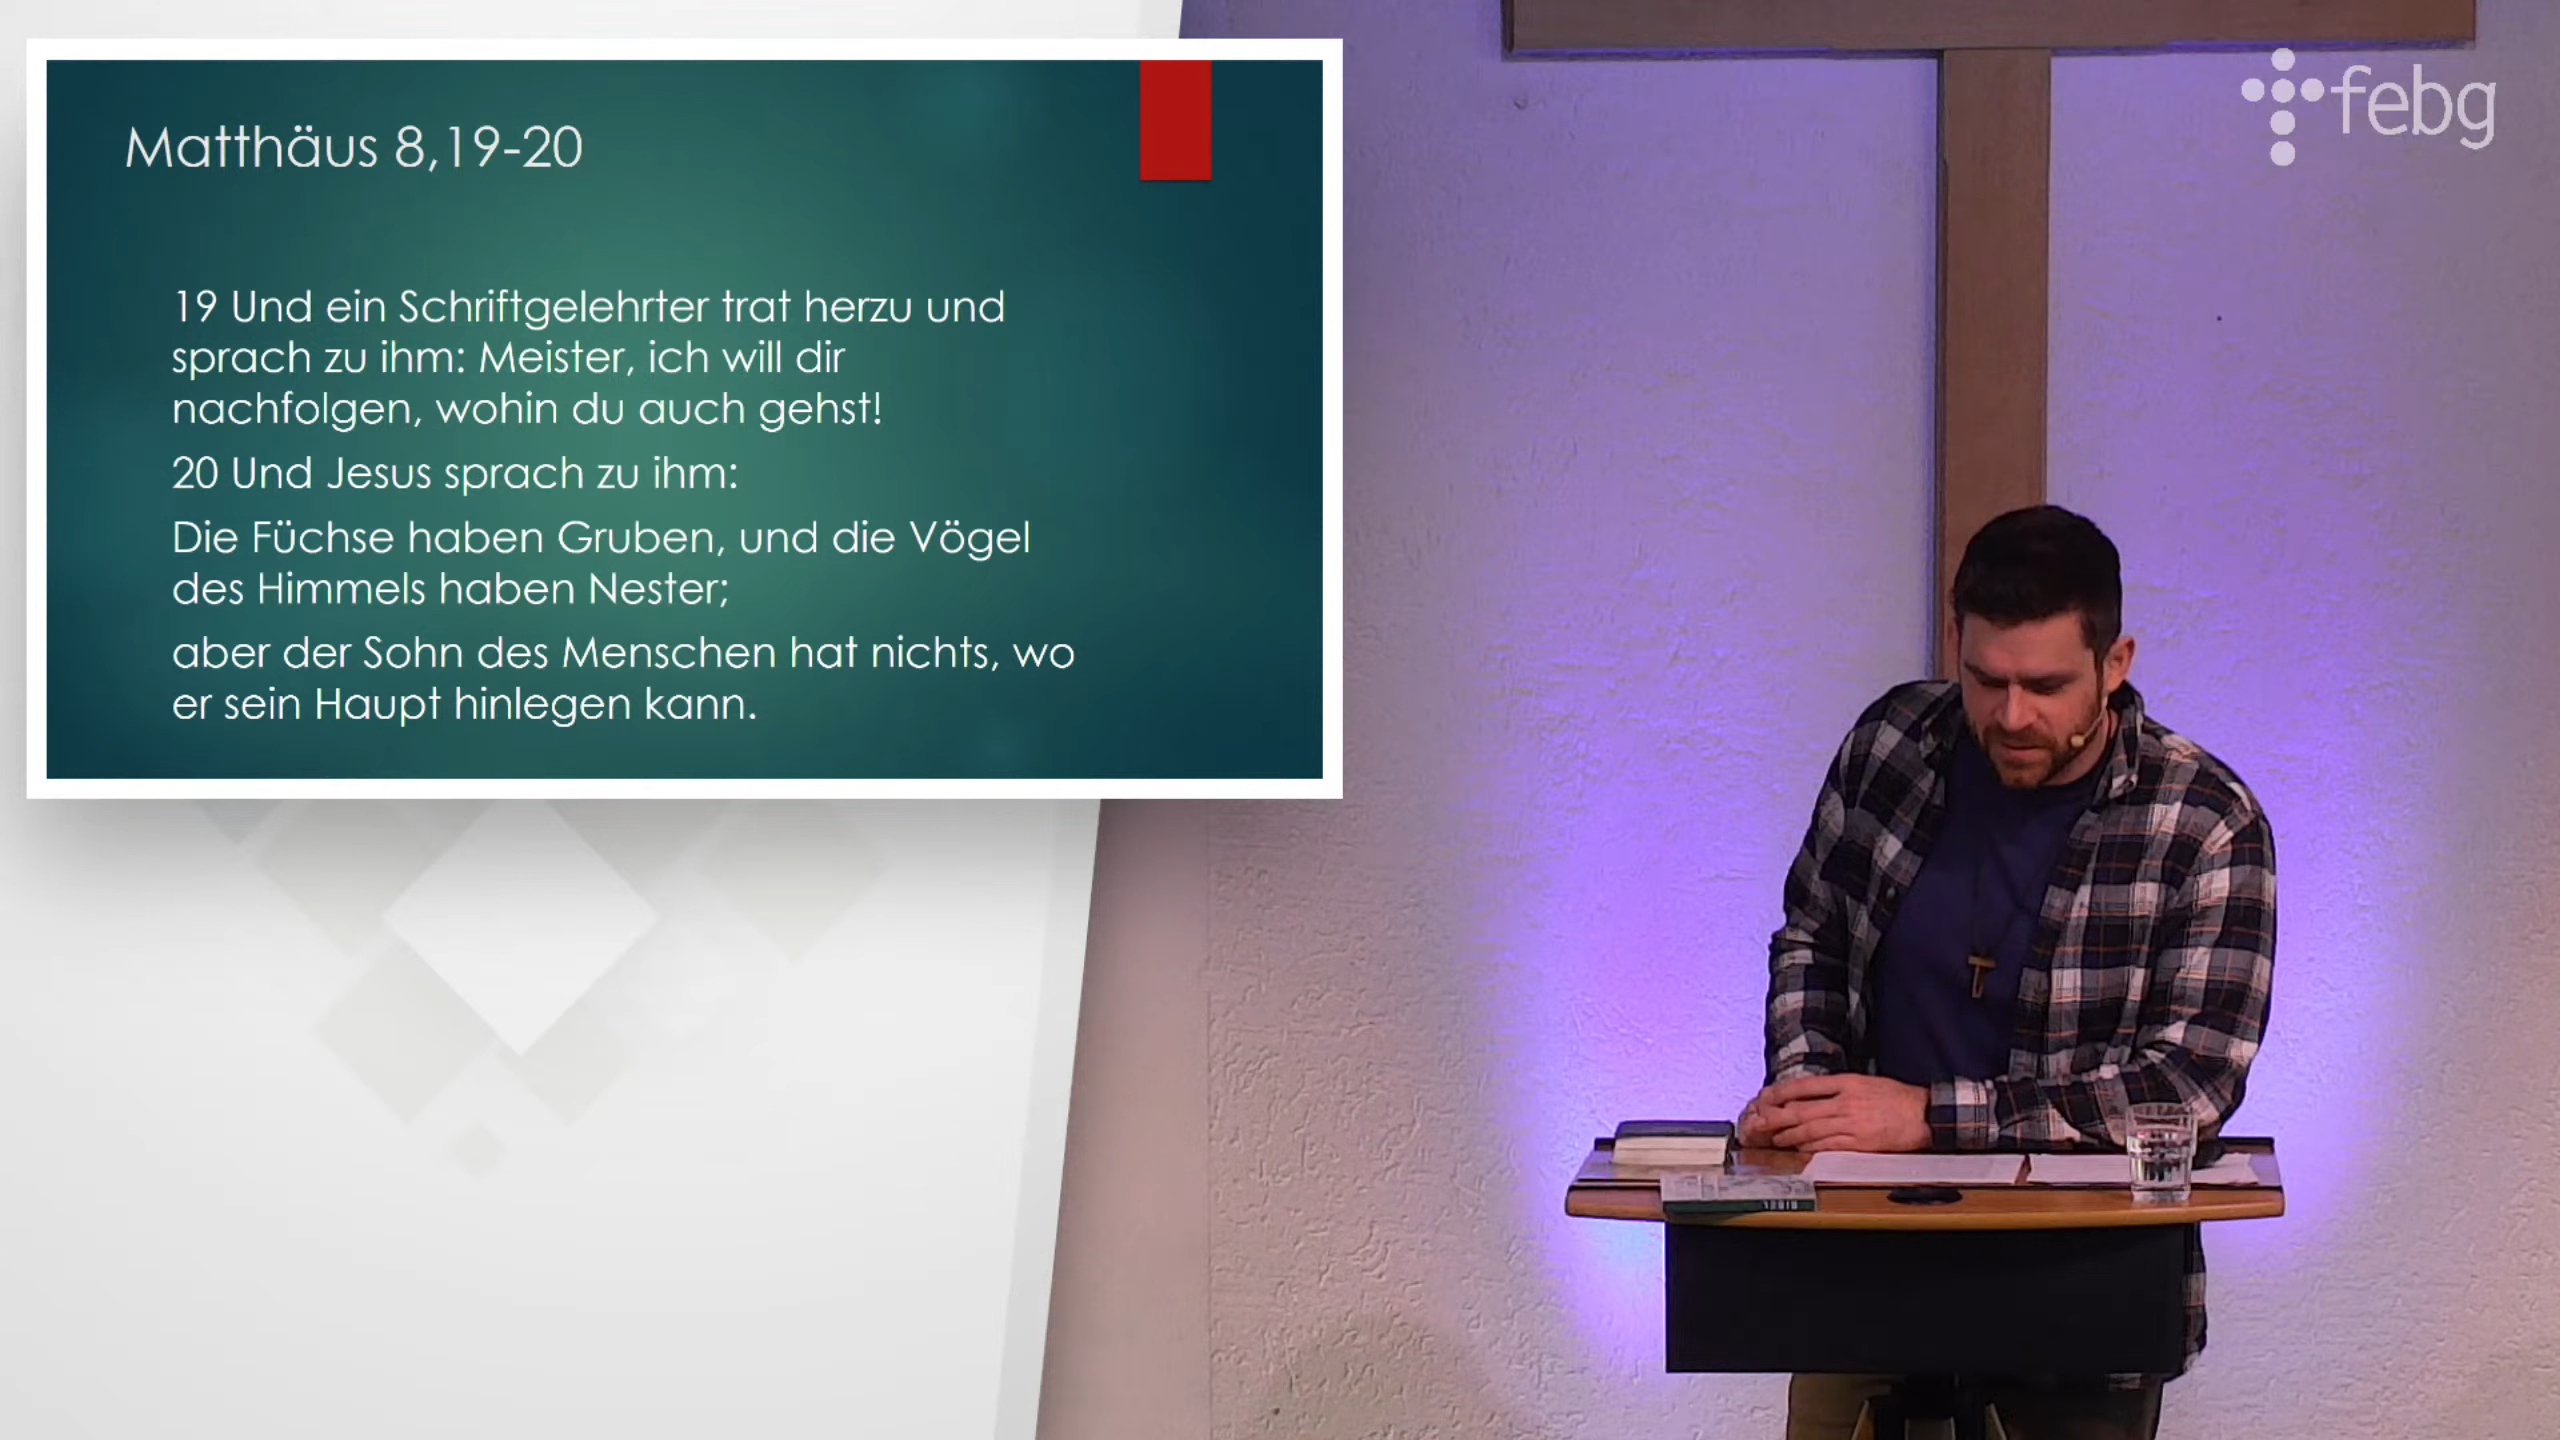 Matthäus 8,19-20
19 Und ein Schriftgelehrter trat herzu und
sprach zu ihm: Meister, ich will dir
nachfolgen, wohin du auch gehst!
20 Und Jesus sprach zu ihm:
Die Füchse haben Gruben, und die Vögel
des Himmels haben Nester;
aber der Sohn des Menschen hat nichts, wo
er sein Haupt hinlegen kann.
febg
BIBEL